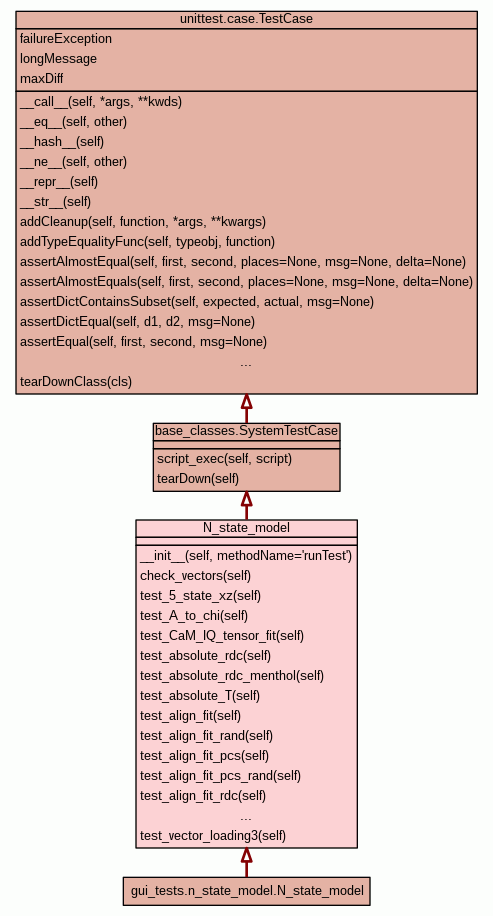 unittest.case.TestCase
failureException
longMessage
maxDiff
__call__(self, *args, **kwds)
__eq__(self, other)
__hash__(self)
__ne__(self, other)
__repr__(self)
__str__(self)
addCleanup(self, function, *args, **kwargs)
addTypeEqualityFunc(self, typeobj, function)
assertAlmostEqual(self, first, second, places=None, msg=None, delta=None)
assertAlmostEquals(self, first, second, places=None, msg=None, delta=None)
assertDictContainsSubset(self, expected, actual, msg=None)
assertDictEqual(self, d1, d2, msg=None)
assertEqual(self, first, second, msg=None)
...
tearDownClass(cls)
base_classes.SystemTestCase
script_exec(self, script)
tearDown(self)
N_state_model
__init__(self, methodName='runTest')
check_vectors(self)
test_5_state_xz(self)
test_A_to_chi(self)
test_CaM_IQ_tensor_fit(self)
test_absolute_rdc(self)
test_absolute_rdc_menthol(self)
test_absolute_T(self)
test_align_fit(self)
test_align_fit_rand(self)
test_align_fit_pcs(self)
test_align_fit_pcs_rand(self)
test_align_fit_rdc(self)
...
test_vector_loading3(self)
gui_tests.n_state_model.N_state_model